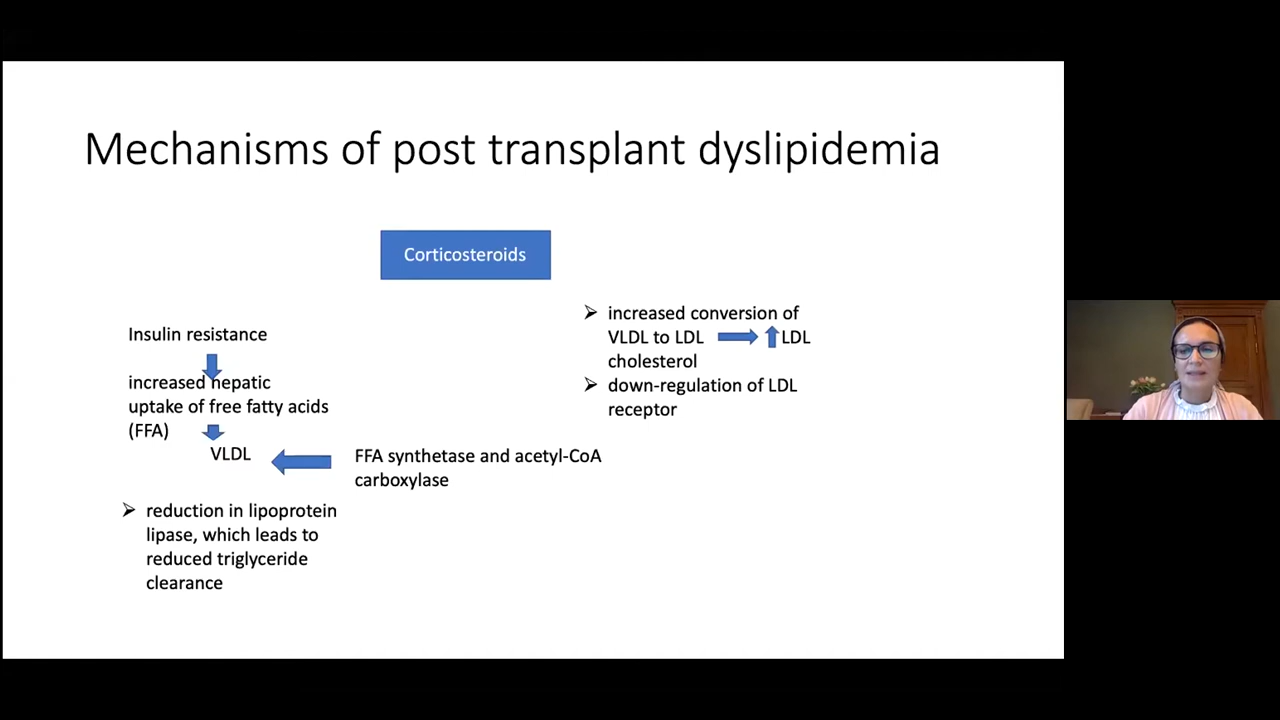 Mechanisms of post transplant dyslipidemia
Corticosteroids
Insulin resistance
increased hepatic
uptake of free fatty acids
(FFA)
VLDL
FFA synthetase and acetyl-CoA
carboxylase
➢ reduction in lipoprotein
lipase, which leads to
reduced triglyceride
clearance
➢ increased conversion of
VLDL to LDL LDL
cholesterol
➢ down-regulation of LDL
receptor